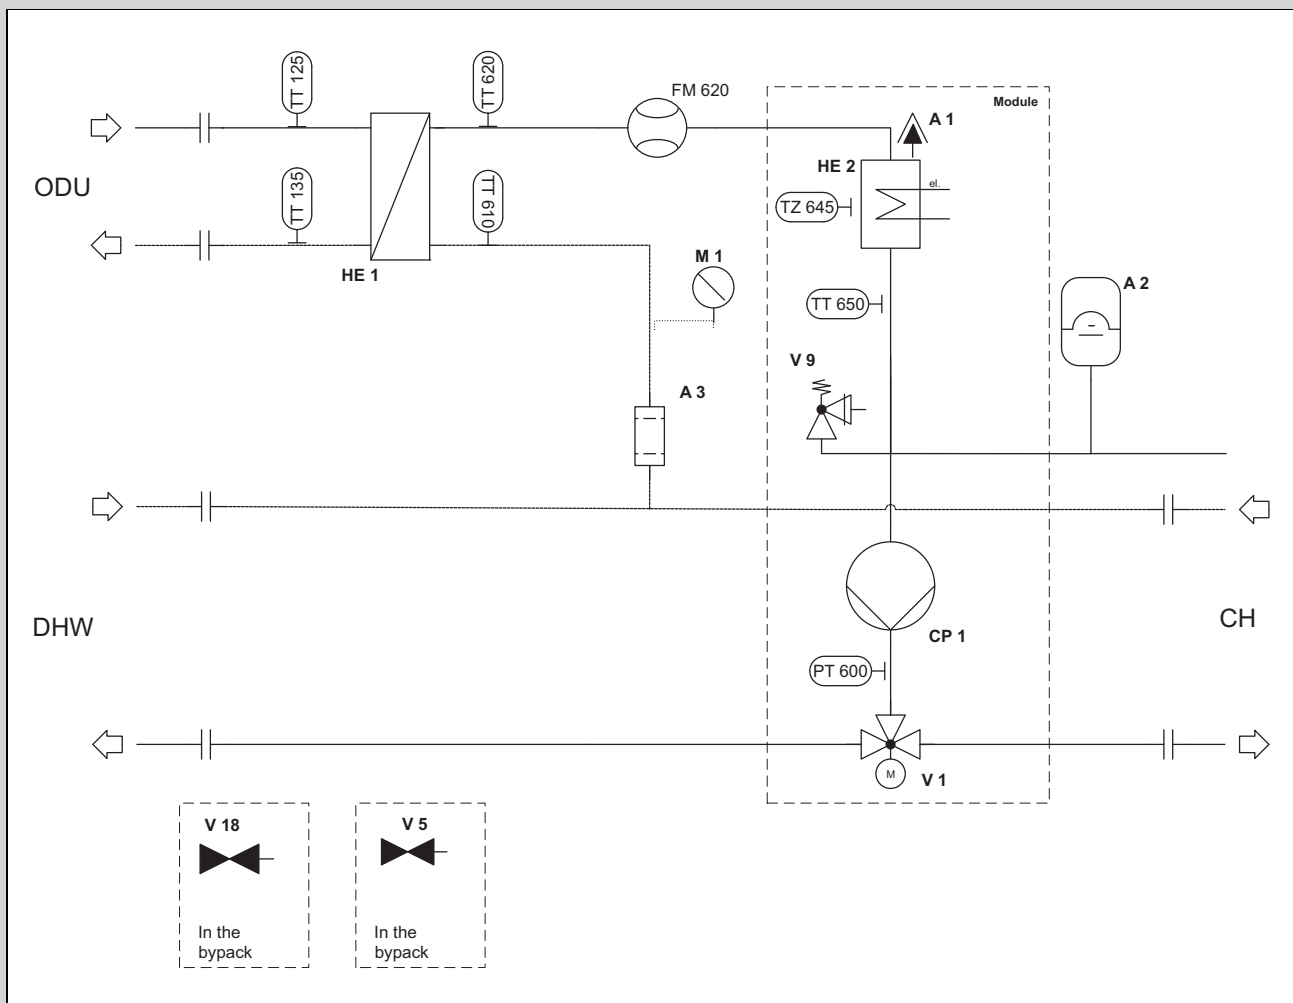 TT 125
TT 620
FM 620
Module
A 1
HE 2
el.
ODU
TT 135
TT 610
TZ 645
HE 1
M 1
TT 650
A 2
V 9
A 3
DHW
CP 1
CH
PT 600
M
V 1
V 18
V 5
In the
bypack
In the
bypack